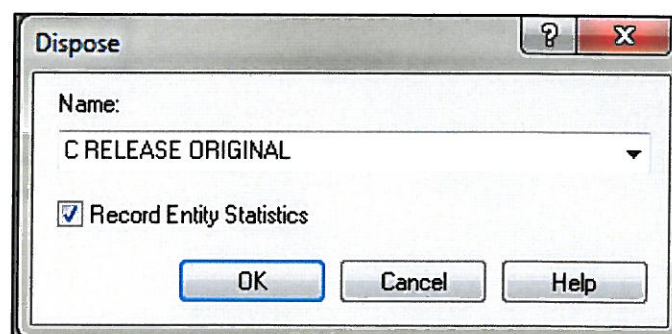 Dispose
?
X
Name:
C RELEASE ORIGINAL
Record Entity Statistics
OK
Cancel
Help